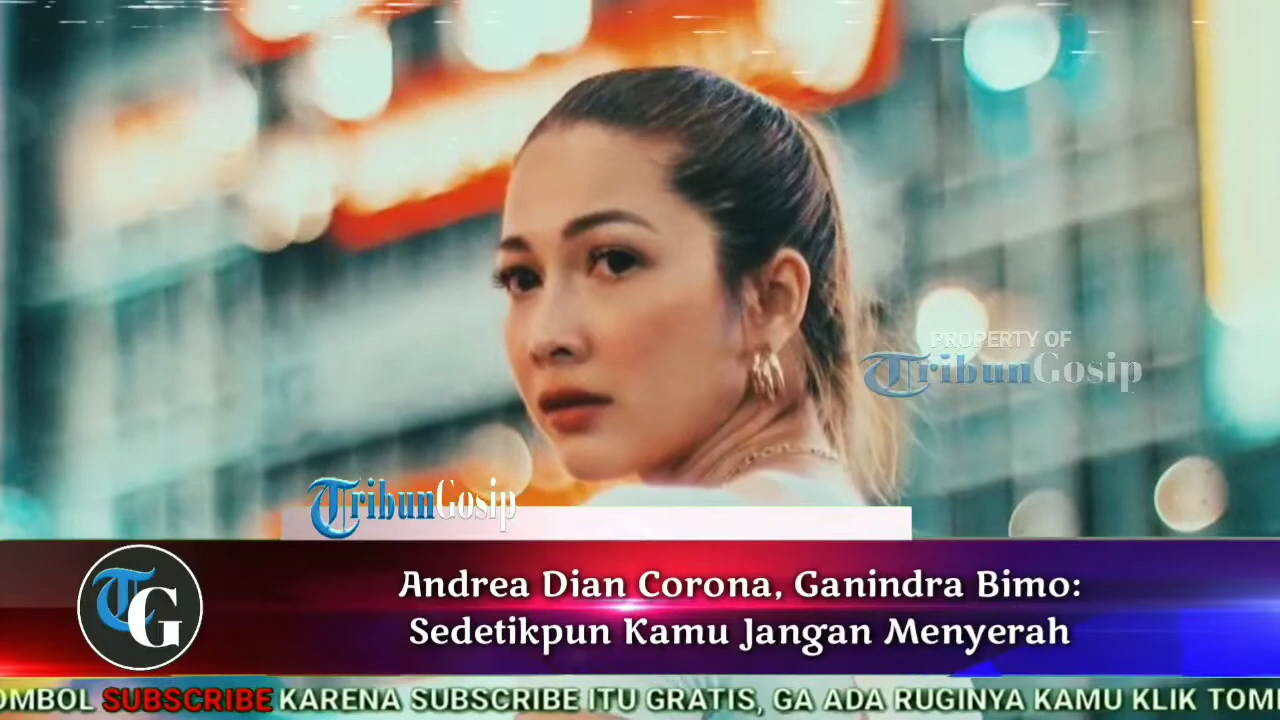 PROPERTY OF
TribunGosip
TribunGosip
TG
Andrea Dian Corona, Ganindra Bimo:
Sedetikpun Kamu Jangan Menyerah
OMBOL SUBSCRIBE KARENA SUBSCRIBE ITU GRATIS, GA ADA RUGINYA KAMU KLIK TOM